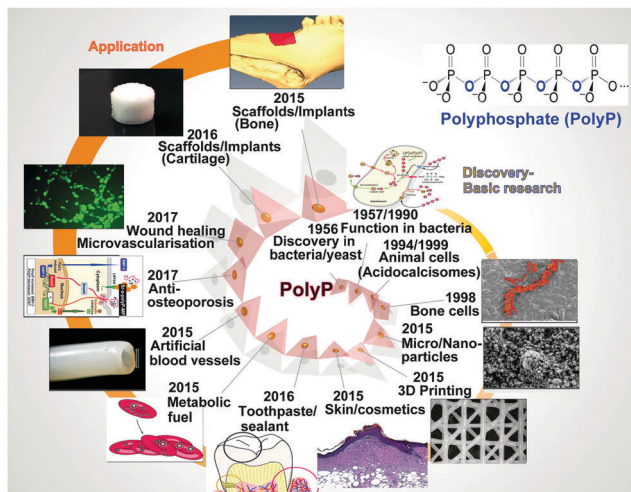 Application
Polyphosphate (PolyP)
Discovery-
Basic research
2015
Scaffolds/Implants
(Bone)
2016
Scaffolds/Implants
(Cartilage)
2017
Wound healing
Microvascularisation
2017
Anti-
osteoporosis
2015
Artificial
blood vessels
2015
Metabolic
fuel
2016
Toothpaste/
sealant
2015
Skin/cosmetics
2015
3D Printing
2015
Micro/Nano-
particles
1998
Bone cells
1994/1999
Animal cells
(Acidocalcisomes)
1957/1990
Function in bacteria
1956
Discovery in
bacteria/yeast
PolyP
O O O O O
P P P P P
⁻O O O O O O ...
O⁻ O⁻ O⁻ O⁻ O⁻